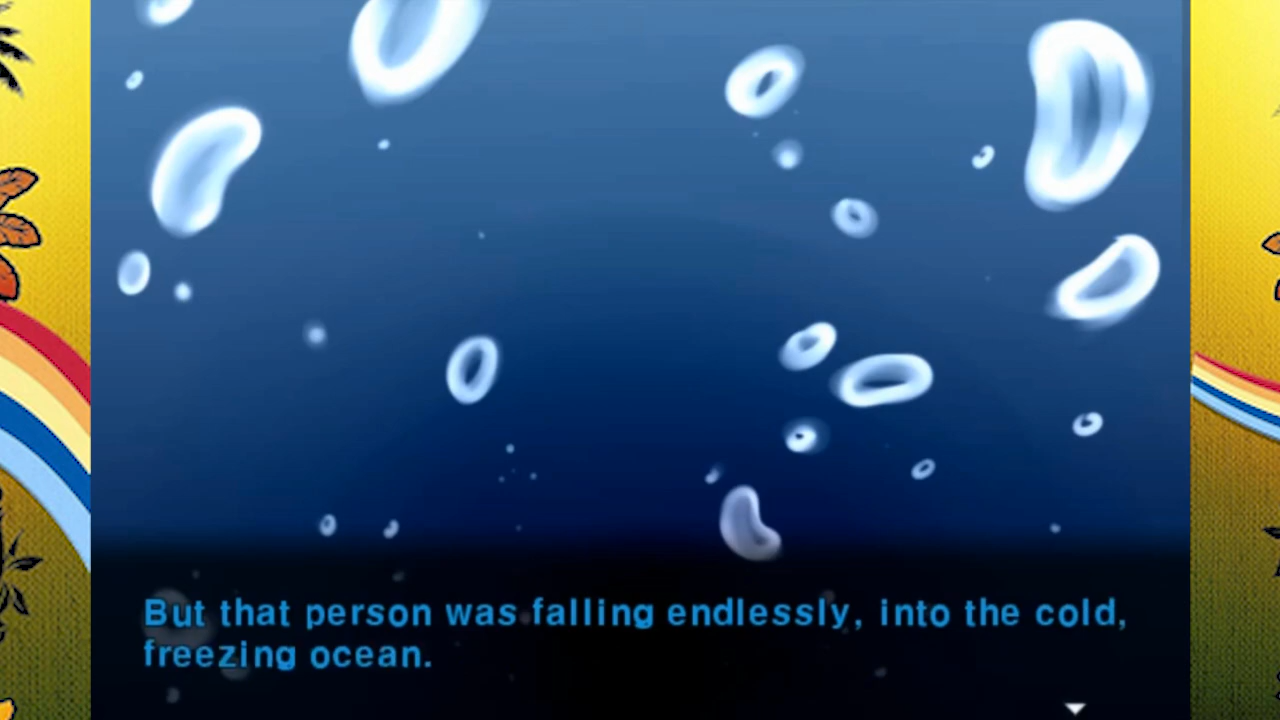 But that person was falling endlessly, into the cold,
freezing ocean.